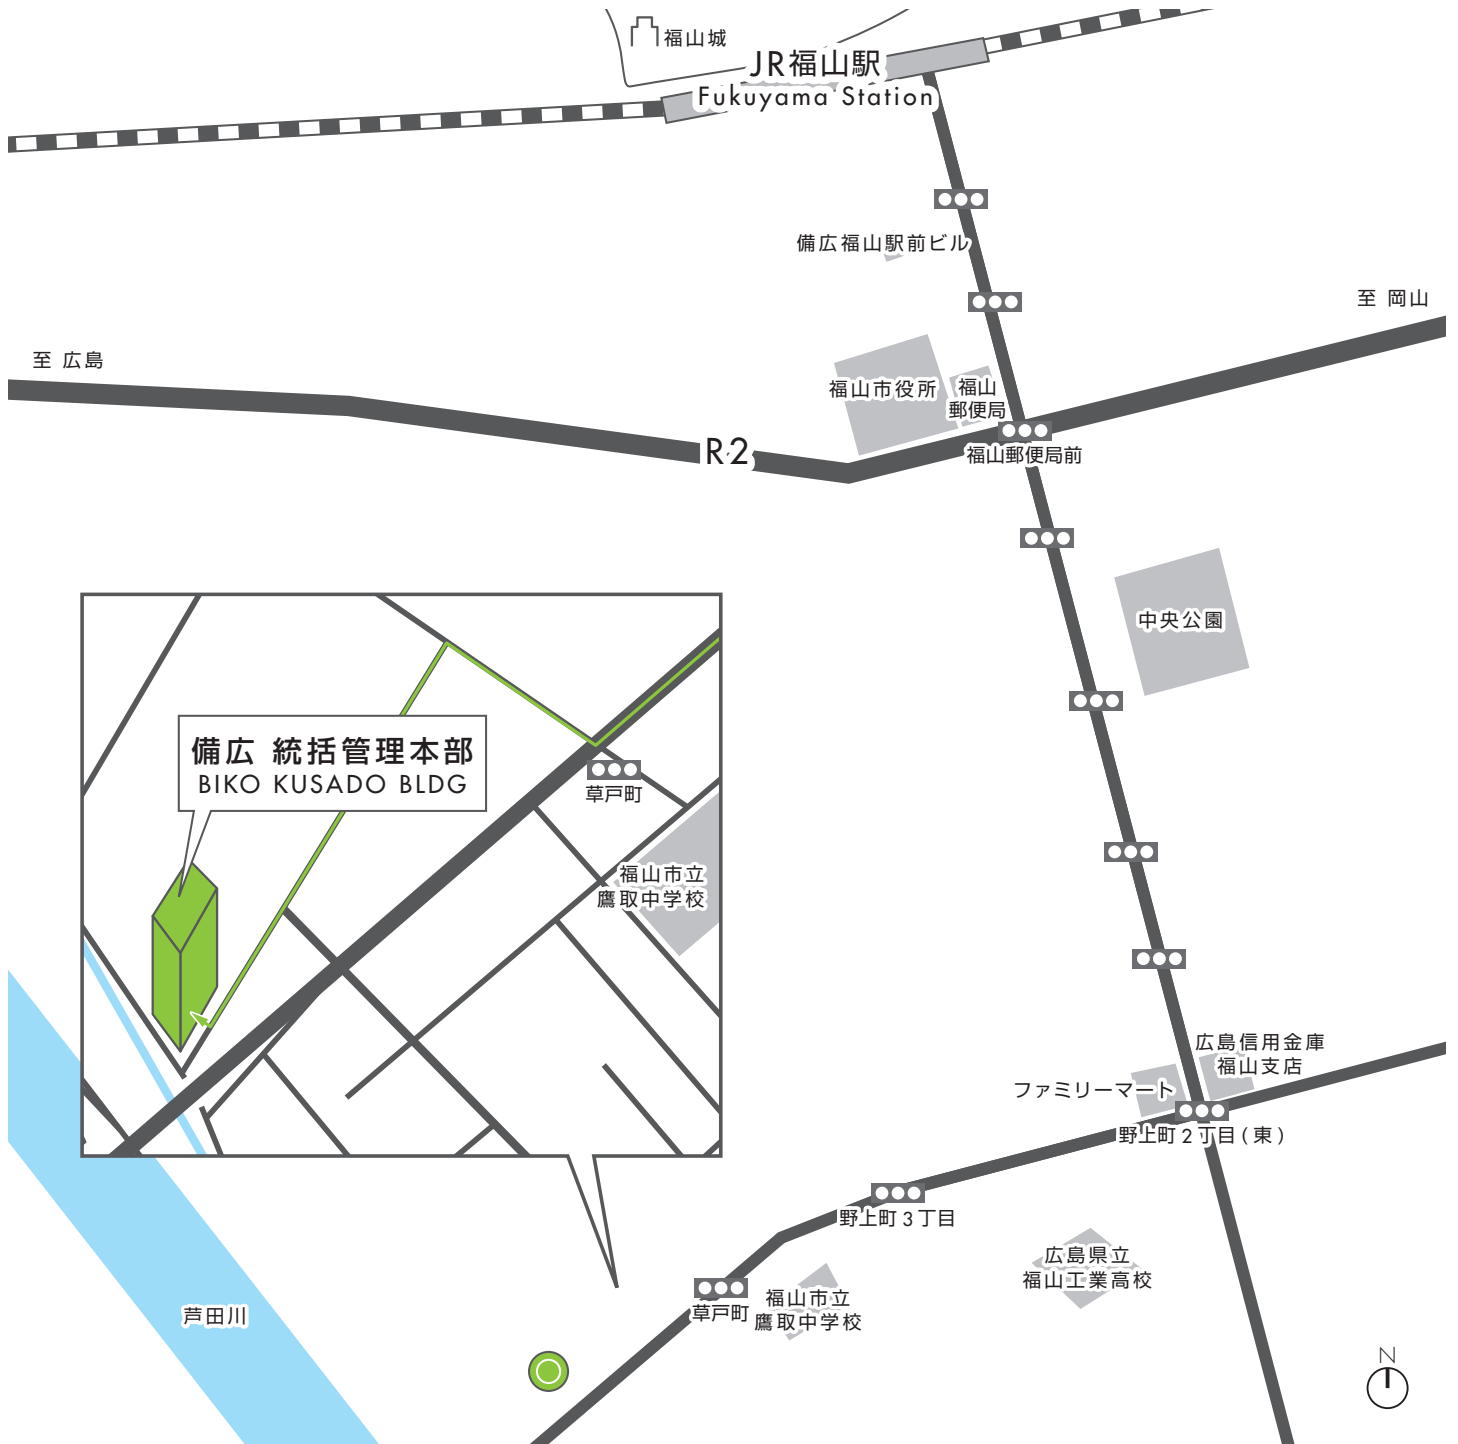 福山城
JR福山駅
Fukuyama Station
備広福山駅前ビル
至 岡山
至 広島
福山市役所
福山
郵便局
R2
福山郵便局前
中央公園
備広 統括管理本部
BIKO KUSADO BLDG
草戸町
福山市立
鷹取中学校
広島信用金庫
福山支店
ファミリーマート
野上町2丁目(東)
野上町3丁目
広島県立
福山工業高校
草戸町
福山市立
鷹取中学校
芦田川
N